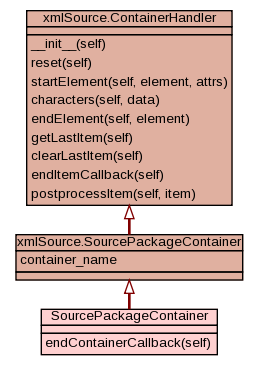 xmlSource.ContainerHandler
__init__(self)
reset(self)
startElement(self, element, attrs)
characters(self, data)
endElement(self, element)
getLastItem(self)
clearLastItem(self)
endItemCallback(self)
postprocessItem(self, item)
xmlSource.SourcePackageContainer
container_name
SourcePackageContainer
endContainerCallback(self)